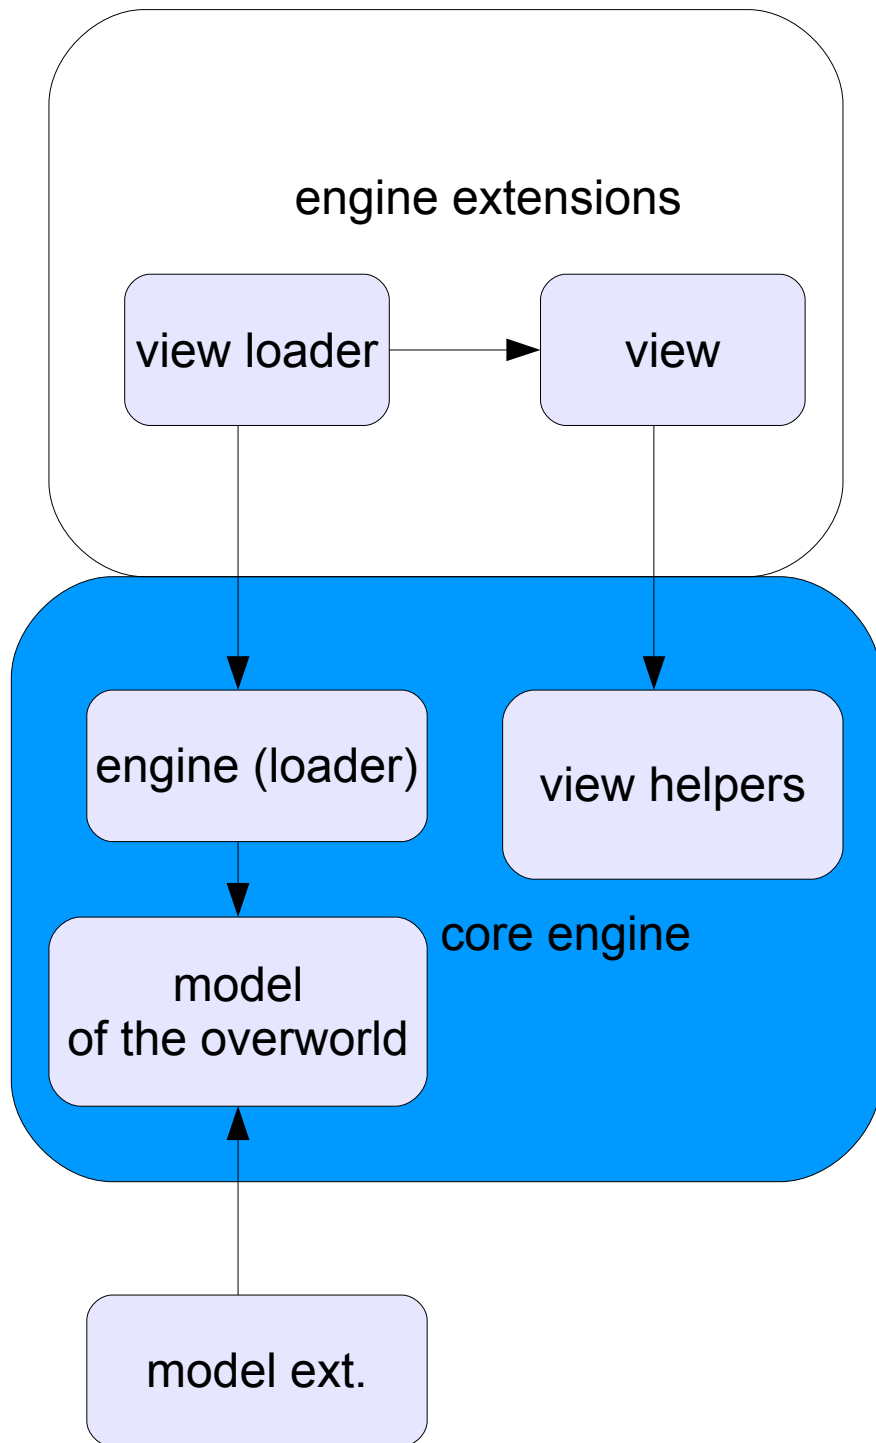 engine extensions
view loader
view
engine (loader)
view helpers
core engine
model
of the overworld
model ext.